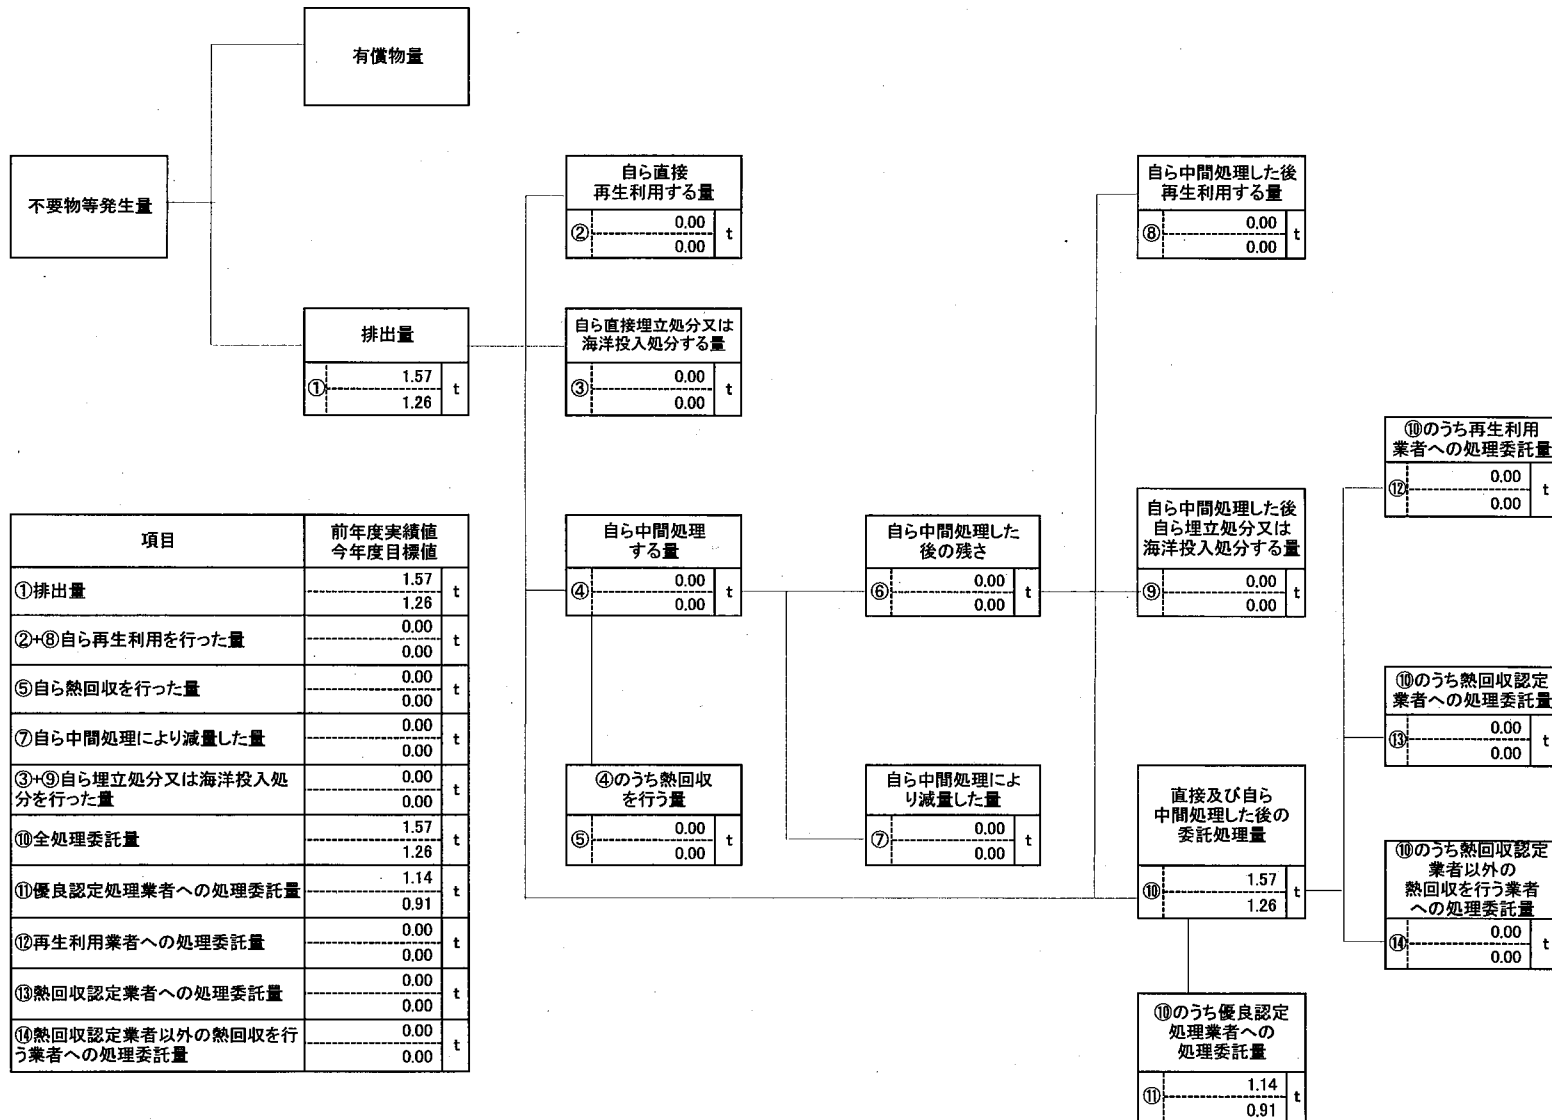 有償物量
不要物等発生量
排出量
① 1.57 t
1.26
自ら直接
再生利用する量
② 0.00 t
0.00
自ら直接埋立処分又は
海洋投入処分する量
③ 0.00 t
0.00
自ら中間処理
する量
④ 0.00 t
0.00
④のうち熱回収
を行う量
⑤ 0.00 t
0.00
自ら中間処理した
後の残さ
⑥ 0.00 t
0.00
自ら中間処理によ
り減量した量
⑦ 0.00 t
0.00
自ら中間処理した後
再生利用する量
⑧ 0.00 t
0.00
自ら中間処理した後
自ら埋立処分又は
海洋投入処分する量
⑨ 0.00 t
0.00
直接及び自ら
中間処理した後の
委託処理量
⑩ 1.57 t
1.26
⑩のうち優良認定
処理業者への
処理委託量
⑪ 1.14 t
0.91
⑩のうち再生利用
業者への処理委託量
⑫ 0.00 t
0.00
⑩のうち熱回収認定
業者への処理委託量
⑬ 0.00 t
0.00
⑩のうち熱回収認定
業者以外の
熱回収を行う業者
への処理委託量
⑭ 0.00 t
0.00
項目 前年度実績値
今年度目標値
①排出量 1.57 t
1.26
②+⑧自ら再生利用を行った量 0.00 t
0.00
⑤自ら熱回収を行った量 0.00 t
0.00
⑦自ら中間処理により減量した量 0.00 t
0.00
③+⑨自ら埋立処分又は海洋投入処 0.00 t
分を行った量 0.00
⑩全処理委託量 1.57 t
1.26
⑪優良認定処理業者への処理委託量 1.14 t
0.91
⑫再生利用業者への処理委託量 0.00 t
0.00
⑬熱回収認定業者への処理委託量 0.00 t
0.00
⑭熱回収認定業者以外の熱回収を行 0.00 t
う業者への処理委託量 0.00